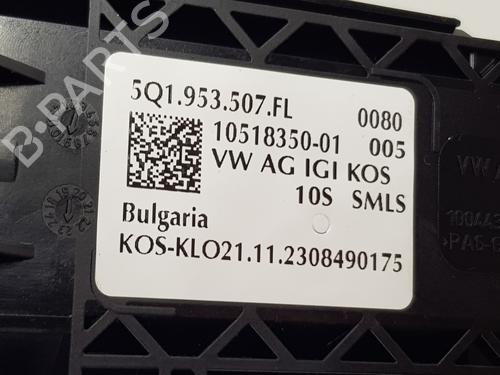 5Q1.953.507.FL 0080
10518350-01 005
VW AG IGI KOS
10S SMLS
Bulgaria
KOS-KLO21.11.2308490175
B-PARTS
VW A